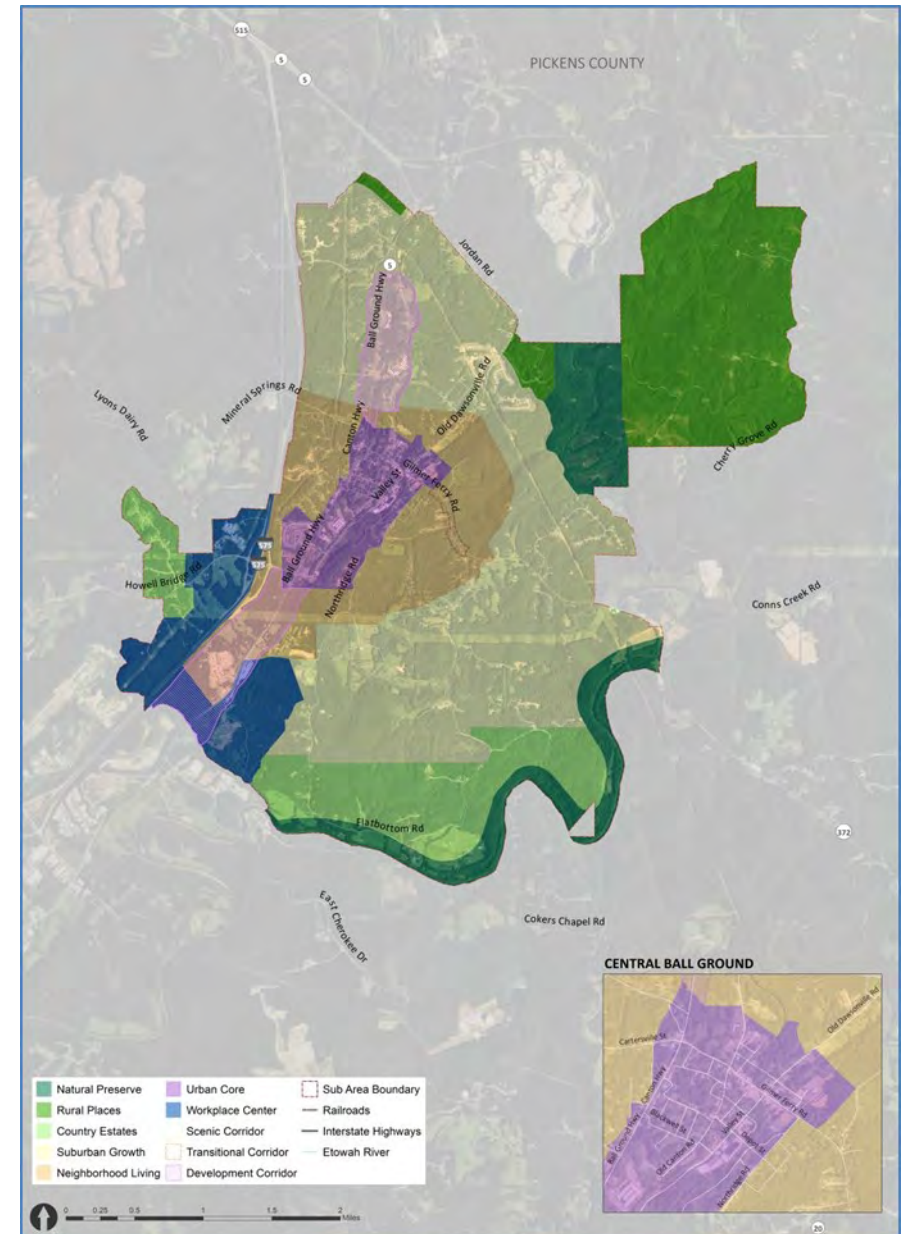 515
5
5
PICKENS COUNTY
Jordan Rd
5
Ball Ground Hwy
Old Dawsonville Rd
Mineral Springs Rd
Lyons Dairy Rd
Canton Hwy
Cherry Grove Rd
Gilmer Ferry Rd
Valley St
575
575
Ball Ground Hwy
Howell Bridge Rd
Northridge Rd
Conns Creek Rd
Flatbottom Rd
372
East Cherokee Dr
Cokers Chapel Rd
CENTRAL BALL GROUND
Old Dawsonville Rd
Cartersville St
Canton Hwy
Gilmer Ferry Rd
Ball Ground Hwy
Valley St
Depot St
Old Canton Rd
Northridge Rd
20
Natural Preserve
Rural Places
Country Estates
Suburban Growth
Neighborhood Living
Urban Core
Workplace Center
Scenic Corridor
Transitional Corridor
Development Corridor
Sub Area Boundary
Railroads
Interstate Highways
Etowah River
0 0.25 0.5 1 1.5 2
Miles